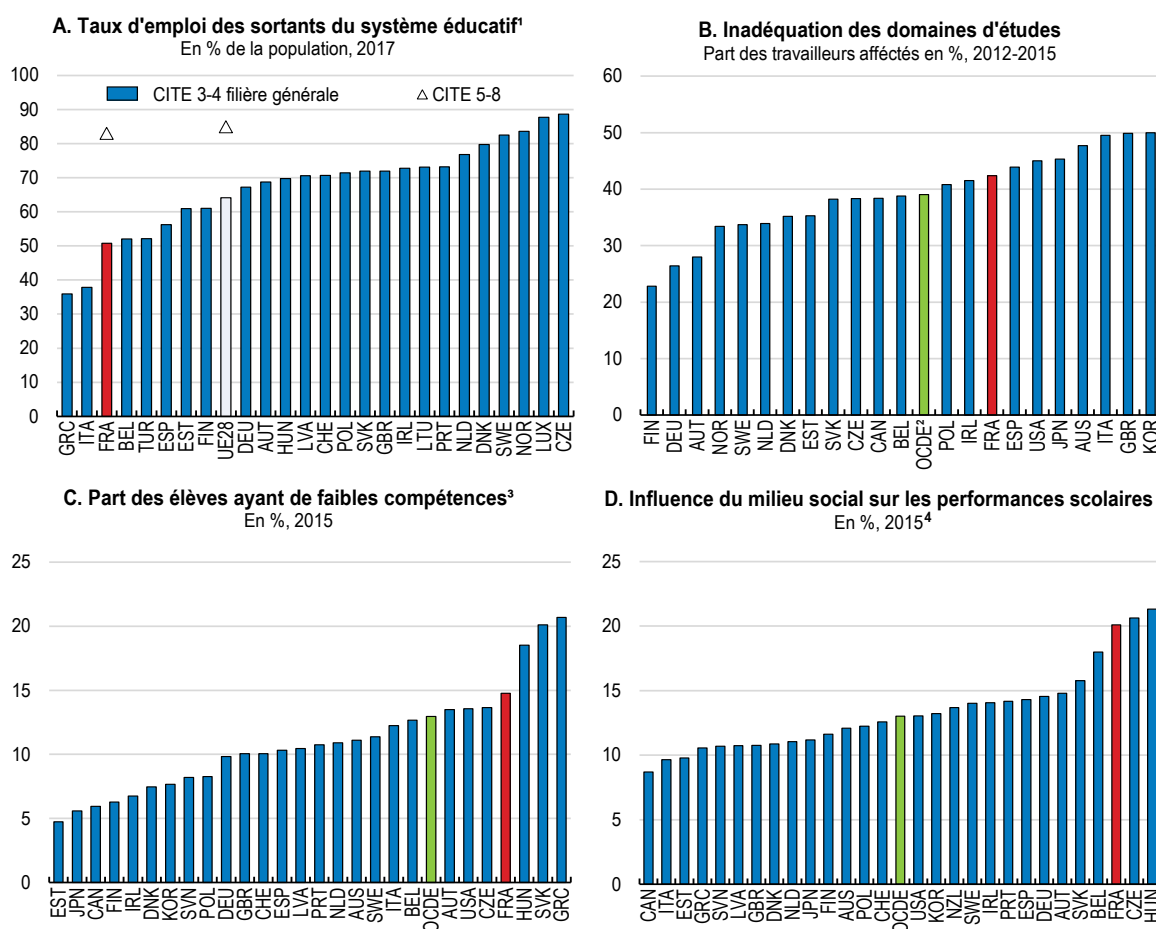 A. Taux d'emploi des sortants du système éducatif¹
En % de la population, 2017
100
90
80
70
60
50
40
30
20
10
0
CITE 3-4 filière générale
CITE 5-8
GRC
ITA
FRA
BEL
TUR
ESP
EST
FIN
UE28
DEU
AUT
HUN
LVA
CHE
POL
SVK
GBR
IRL
LTU
PRT
NLD
DNK
SWE
NOR
LUX
CZE
B. Inadéquation des domaines d'études
Part des travailleurs afféctés en %, 2012-2015
60
50
40
30
20
10
0
FIN
DEU
AUT
NOR
SWE
NLD
DNK
EST
SVK
CZE
CAN
BEL
OCDE²
POL
IRL
FRA
ESP
USA
JPN
AUS
ITA
GBR
KOR
C. Part des élèves ayant de faibles compétences³
En %, 2015
25
20
15
10
5
0
EST
JPN
CAN
FIN
IRL
DNK
KOR
SVN
POL
DEU
GBR
CHE
ESP
LVA
PRT
NLD
AUS
SWE
ITA
BEL
OCDE
AUT
USA
CZE
FRA
HUN
SVK
GRC
D. Influence du milieu social sur les performances scolaires
En %, 2015⁴
25
20
15
10
5
0
CAN
ITA
EST
GRC
SVN
LVA
GBR
DNK
NLD
JPN
FIN
AUS
POL
CHE
OCDE
USA
KOR
NZL
SWE
IRL
PRT
ESP
DEU
AUT
SVK
BEL
FRA
CZE
HUN